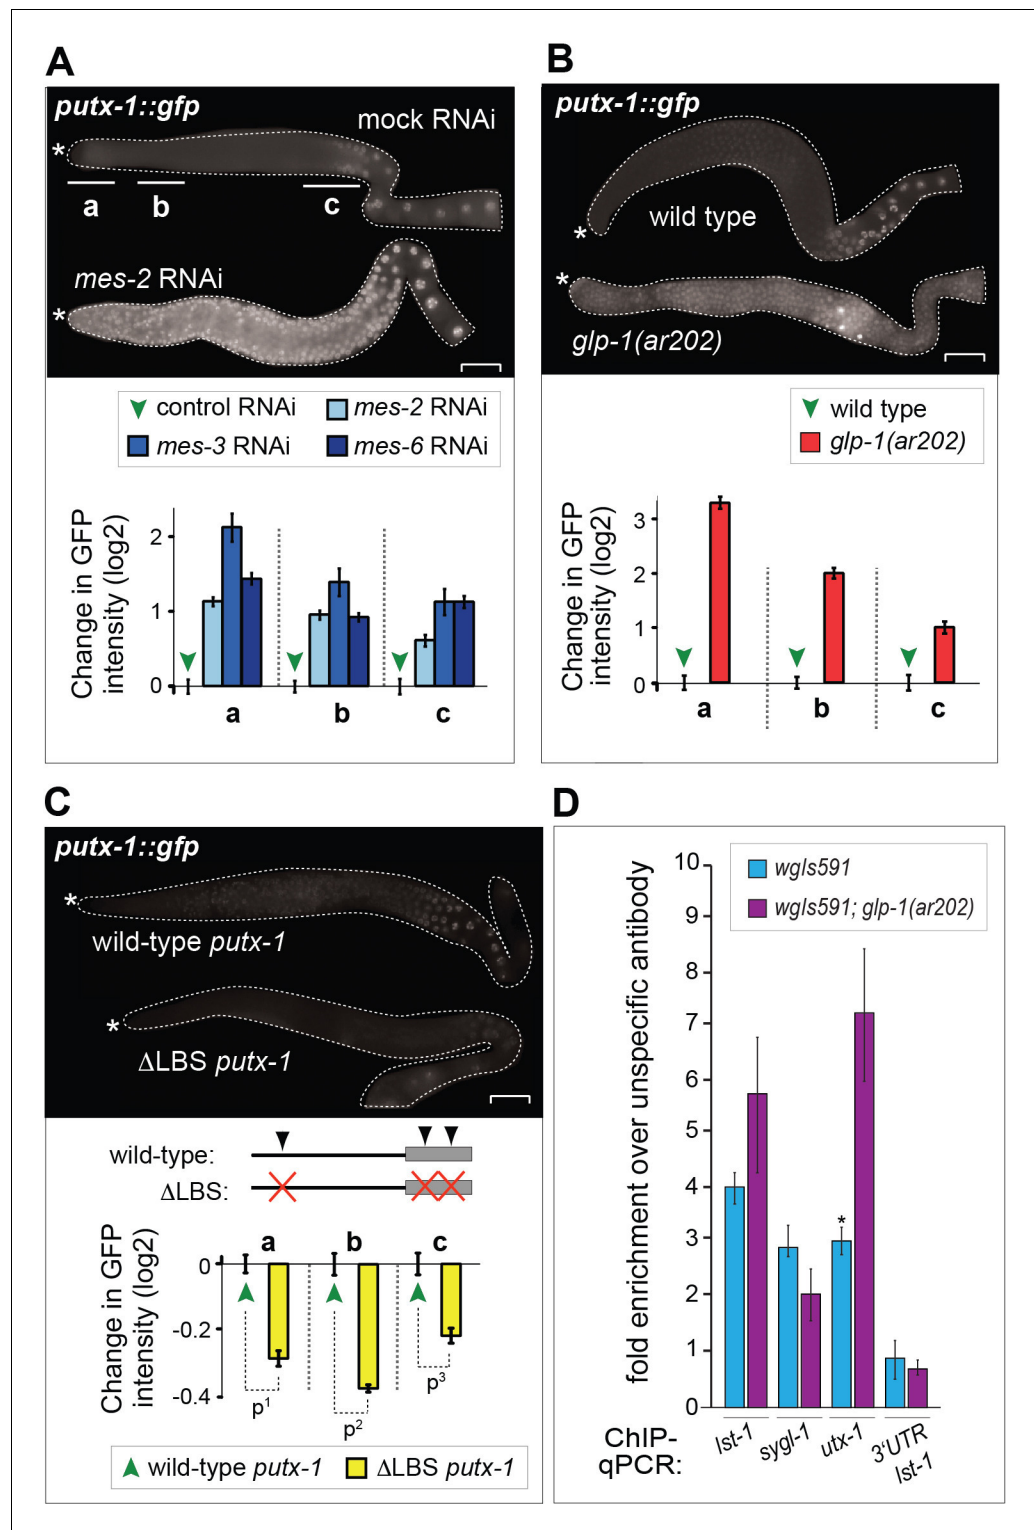 A
putx-1::gfp
mock RNAi
*
a
b
c
mes-2 RNAi
*
control RNAi
mes-2 RNAi
mes-3 RNAi
mes-6 RNAi
Change in GFP
intensity (log2)
2
1
0
a
b
c
B
putx-1::gfp
wild type
*
*
glp-1(ar202)
wild type
glp-1(ar202)
Change in GFP
intensity (log2)
3
2
1
0
a
b
c
C
putx-1::gfp
*
wild-type putx-1
*
ΔLBS putx-1
wild-type:
ΔLBS:
Change in GFP
intensity (log2)
0
-0.2
-0.4
a
b
c
p1
p2
p3
wild-type putx-1
ΔLBS putx-1
D
wgIs591
wgIs591; glp-1(ar202)
fold enrichment over unspecific antibody
10
9
8
7
6
5
4
3
2
1
0
*
ChIP-
qPCR:
lst-1
sygl-1
utx-1
3'UTR
lst-1